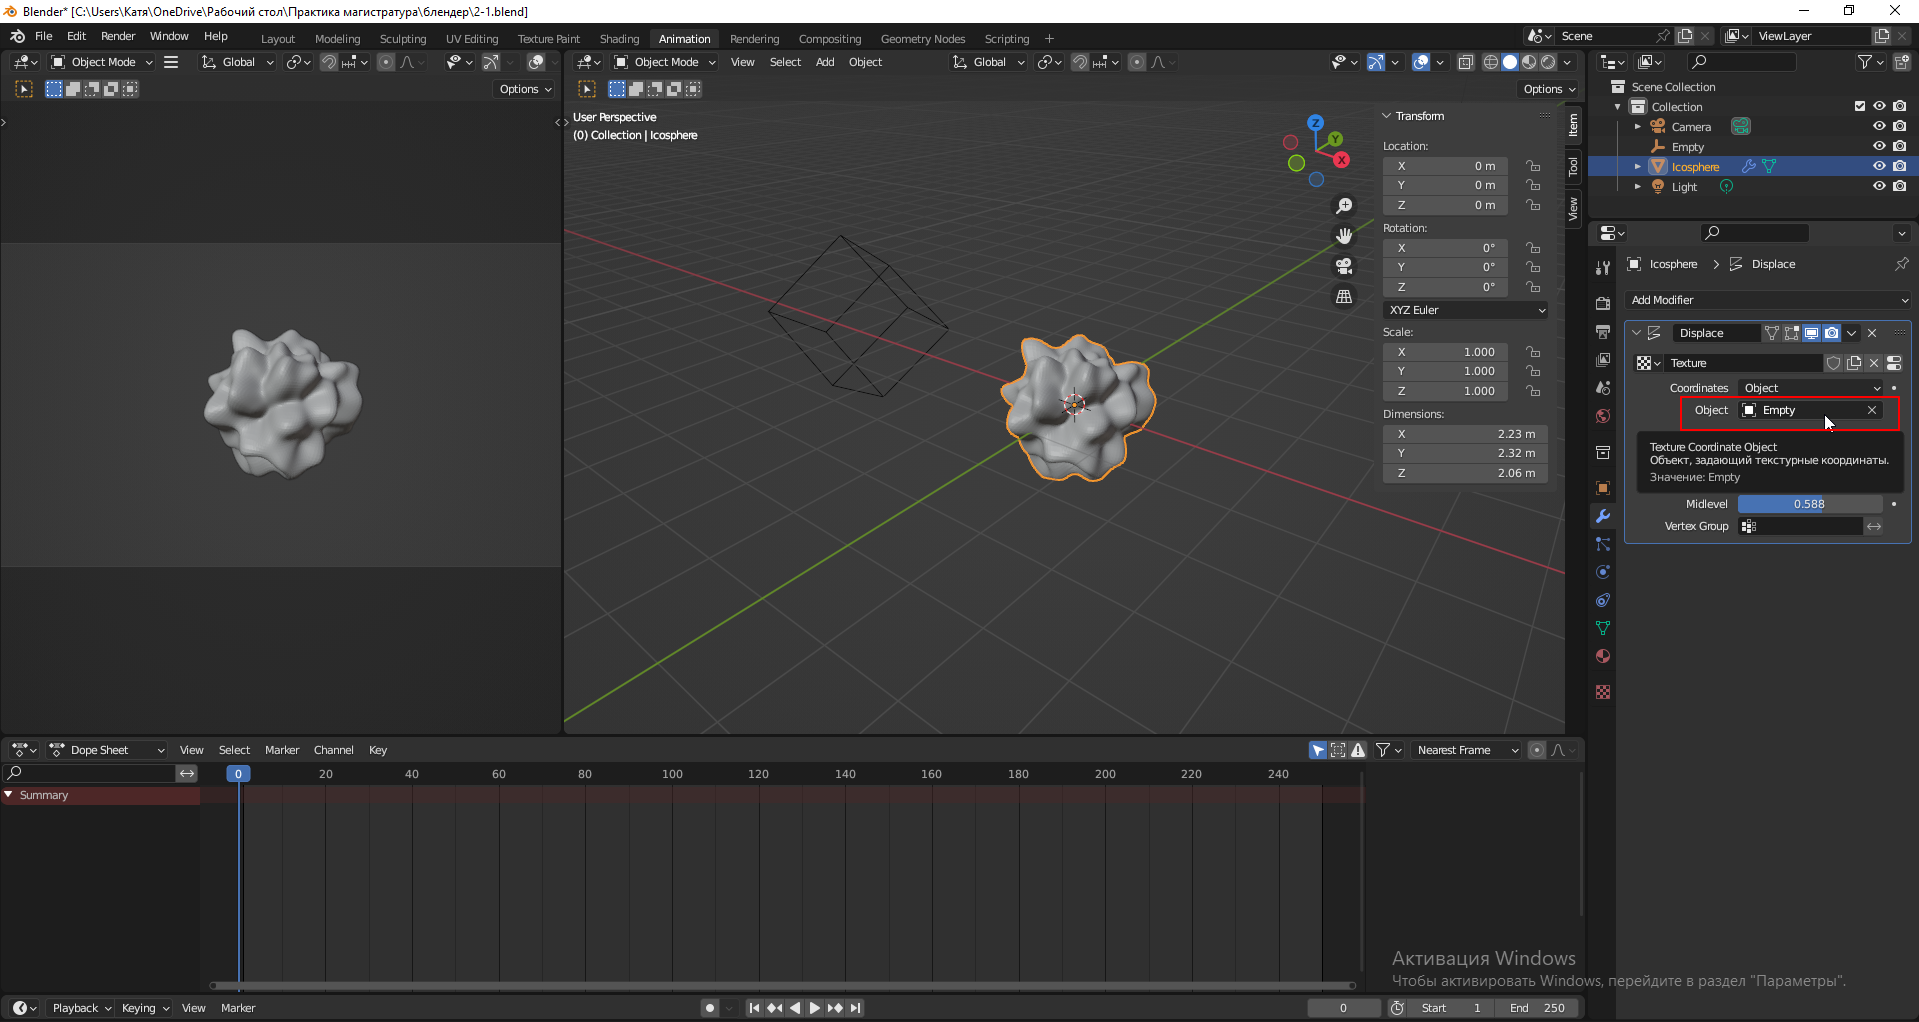 Blender* [C:\Users\Катя\OneDrive\Рабочий стол\Практика магистратура\блендер\2-1.blend]
File Edit Render Window Help Layout Modeling Sculpting UV Editing Texture Paint Shading Animation Rendering Compositing Geometry Nodes Scripting + Scene ViewLayer
Object Mode Global
Object Mode View Select Add Object Global
Options
Options
User Perspective
(0) Collection | Icosphere
Z
Y
X
Transform
Location:
X 0 m
Y 0 m
Z 0 m
Rotation:
X 0°
Y 0°
Z 0°
XYZ Euler
Scale:
X 1.000
Y 1.000
Z 1.000
Dimensions:
X 2.23 m
Y 2.32 m
Z 2.06 m
Item
Tool
View
Scene Collection
Collection
Camera
Empty
Icosphere
Light
Icosphere > Displace
Add Modifier
Displace
Texture
Coordinates Object
Object Empty
Texture Coordinate Object
Объект, задающий текстурные координаты.
Значение: Empty
Midlevel 0.588
Vertex Group
Dope Sheet View Select Marker Channel Key Nearest Frame
0 20 40 60 80 100 120 140 160 180 200 220 240
Summary
Активация Windows
Чтобы активировать Windows, перейдите в раздел "Параметры".
Playback Keying View Marker 0 Start 1 End 250